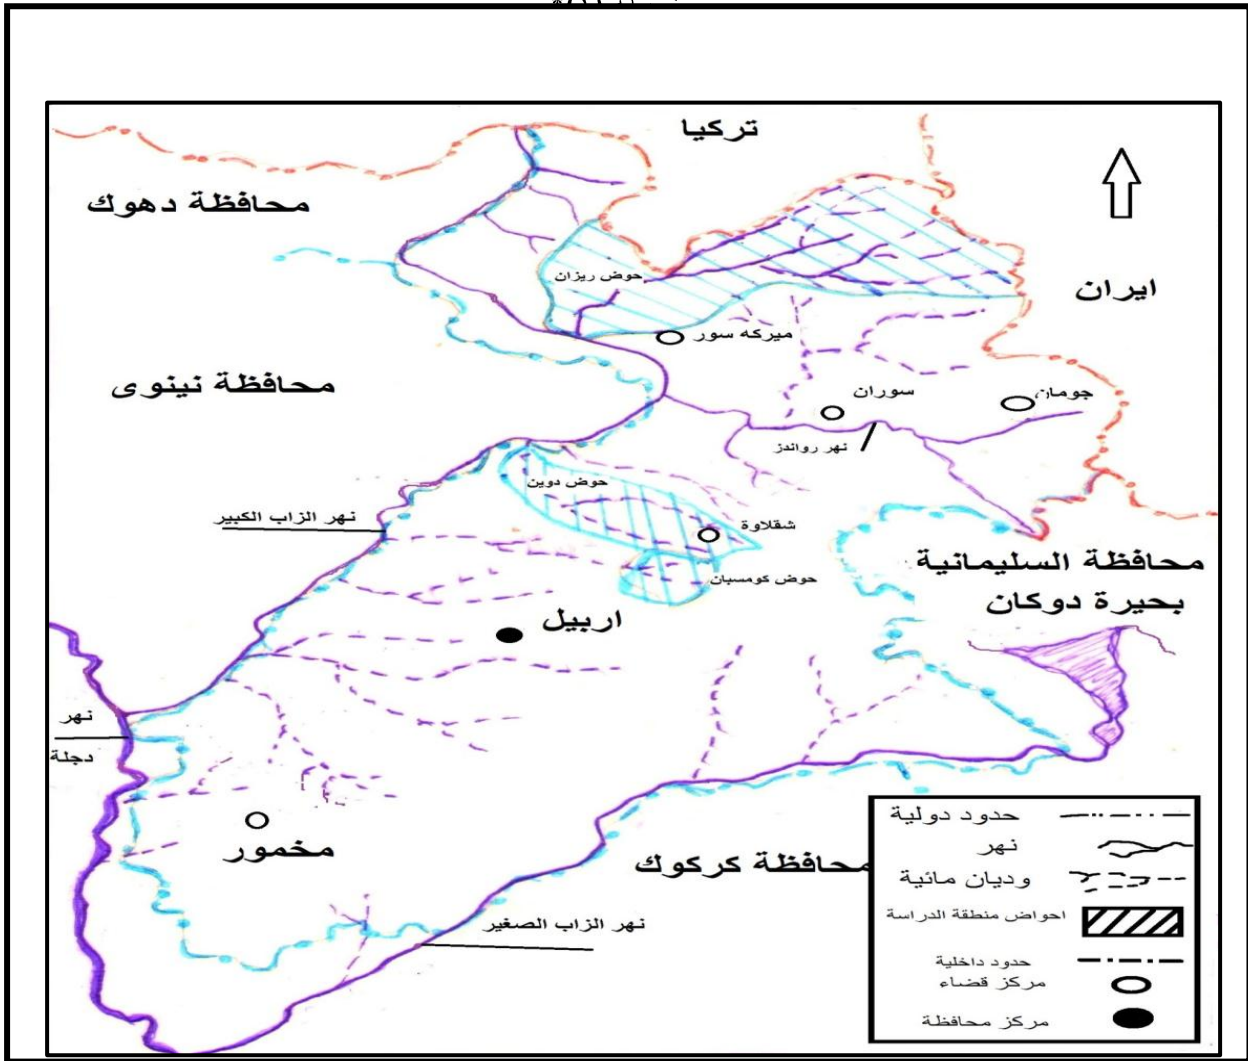 تركيا
محافظة دهوك
حوض ريزان
ايران
ميركه سور
محافظة نينوى
سوران
جومان
نهر رواندز
حوض دوين
نهر الزاب الكبير
شقلاوة
محافظة السليمانية
حوض كومسبان
بحيرة دوكان
اربيل
نهر
دجلة
مخمور
محافظة كركوك
نهر الزاب الصغير
حدود دولية
نهر
وديان مائية
احواض منطقة الدراسة
حدود داخلية
مركز قضاء
مركز محافظة